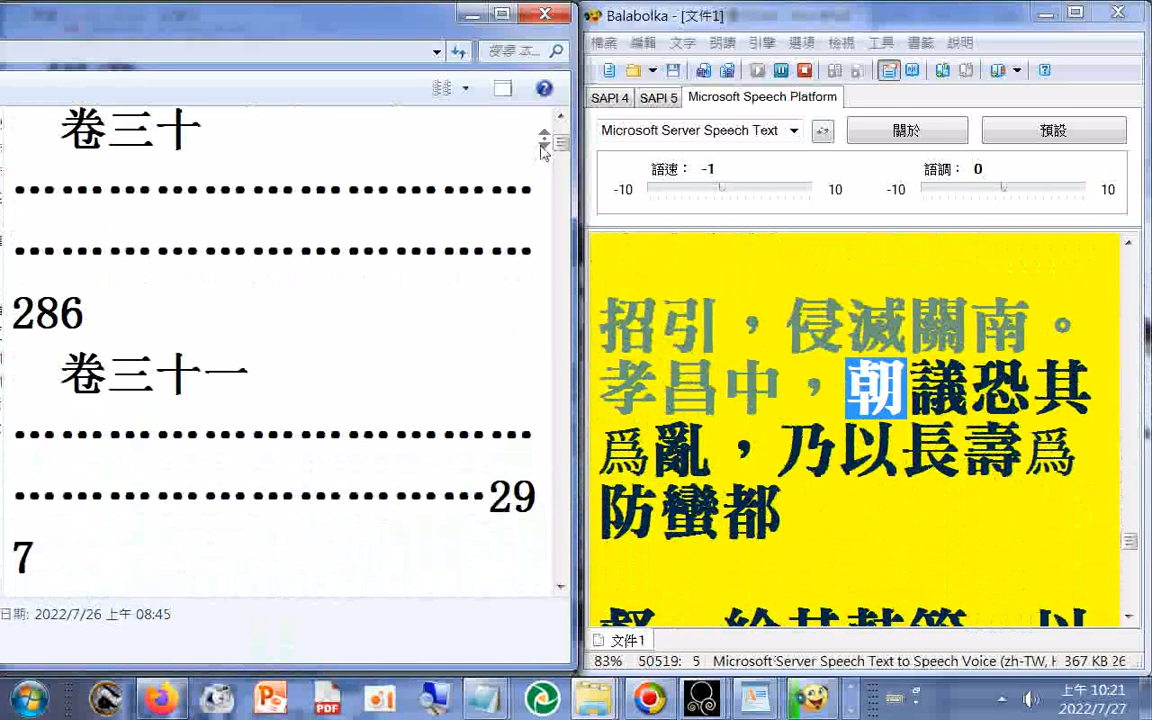 Balabolka - [文件1]
搜尋 本...
檔案 編輯 文字 朗讀 引擎 選項 檢視 工具 書籤 說明
SAPI 4 SAPI 5 Microsoft Speech Platform
Microsoft Server Speech Text 關於 預設
語速： -1 語調： 0
-10 10 -10 10
卷三十
……………………………
……………………………
286
卷三十一
……………………………
…………………………29
7
日期: 2022/7/26 上午 08:45
招引，侵滅關南。
孝昌中，朝議恐其
爲亂，乃以長壽爲
防蠻都
文件1
83% 50519: 5 Microsoft Server Speech Text to Speech Voice (zh-TW, H 367 KB 26
上午 10:21
2022/7/27